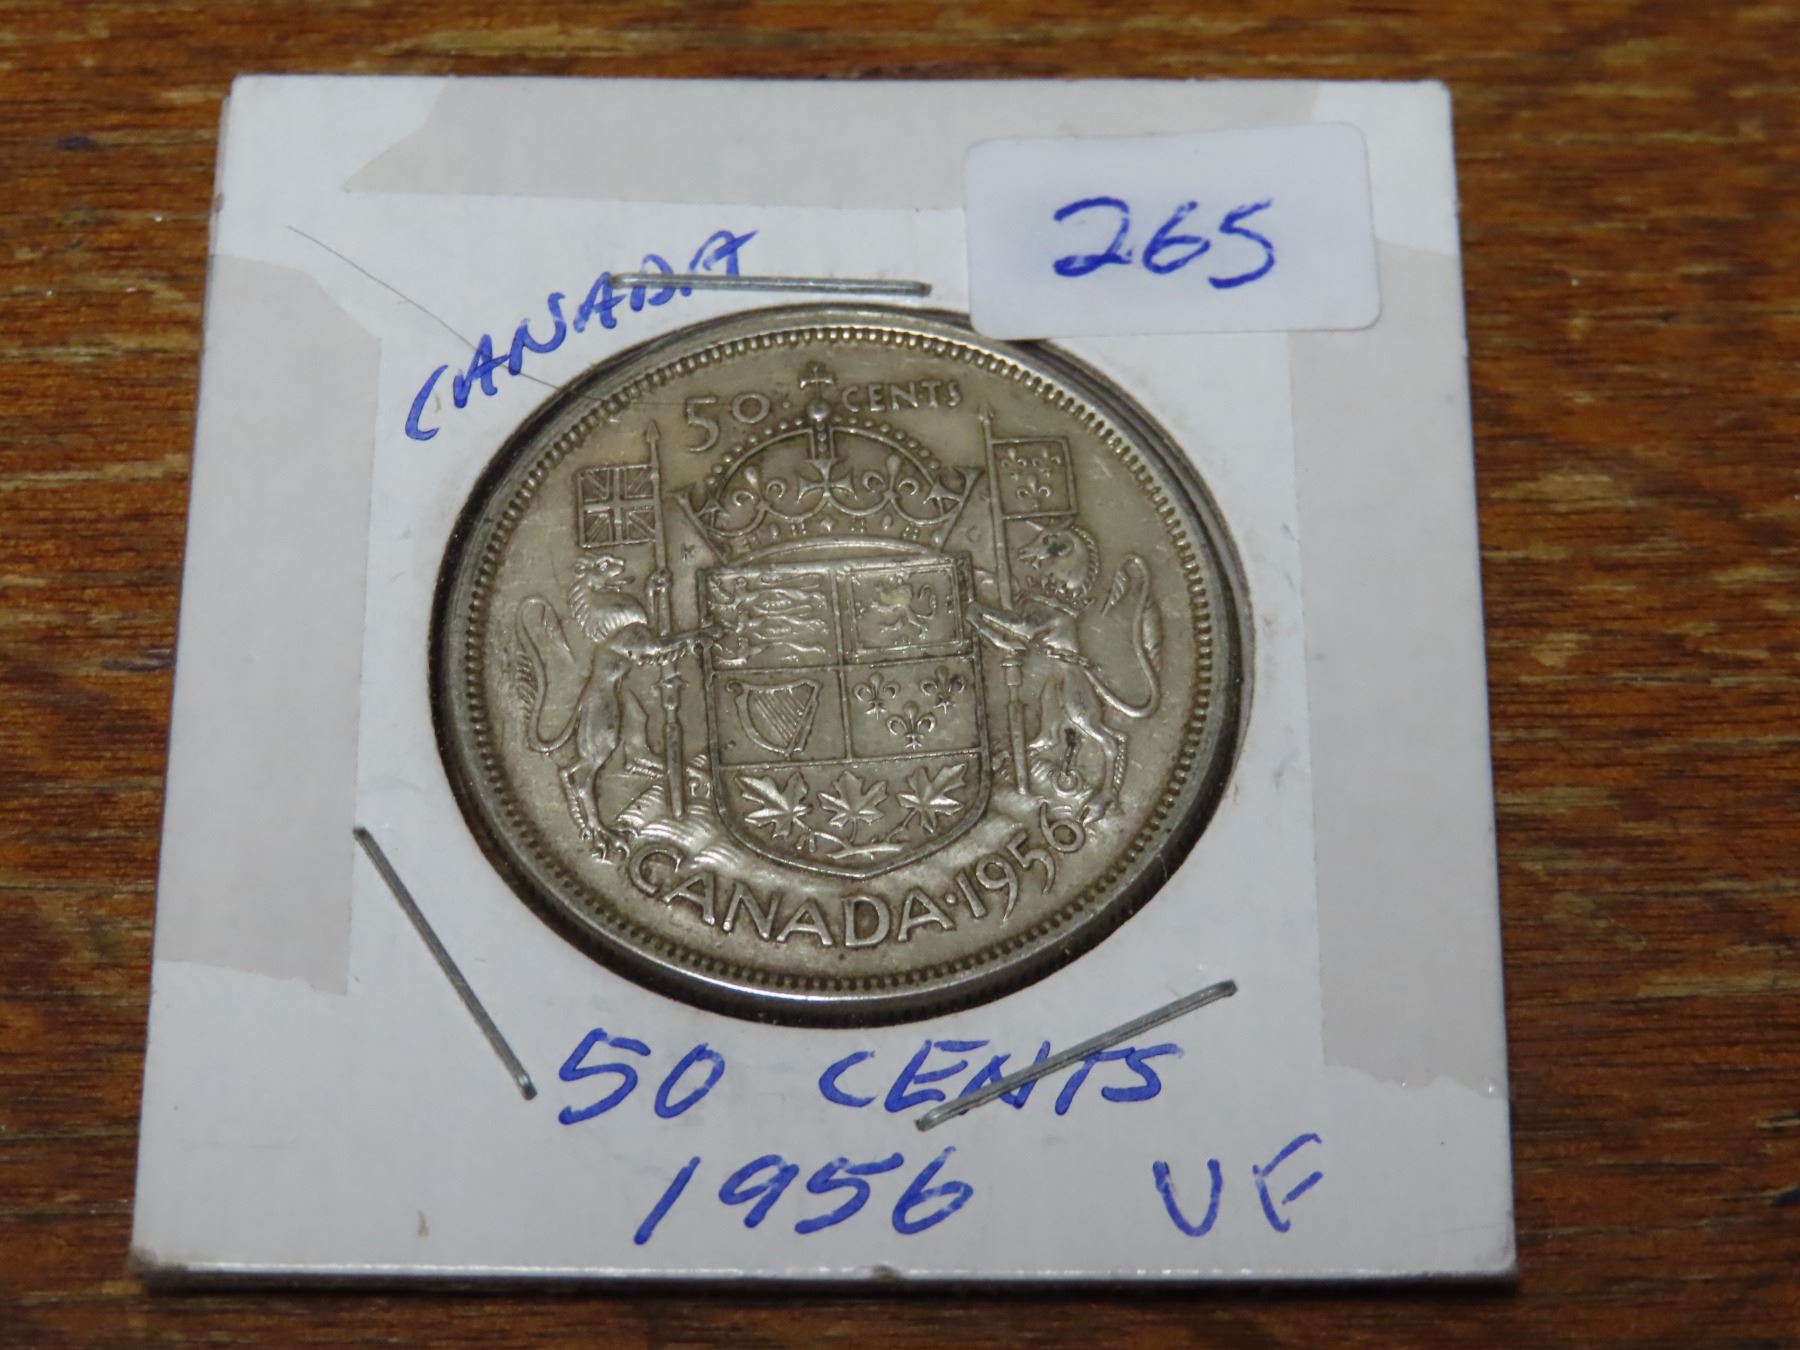 265
CANADA
50 CENTS
K G
CANADA · 1956
50 CENTS
1956 VF